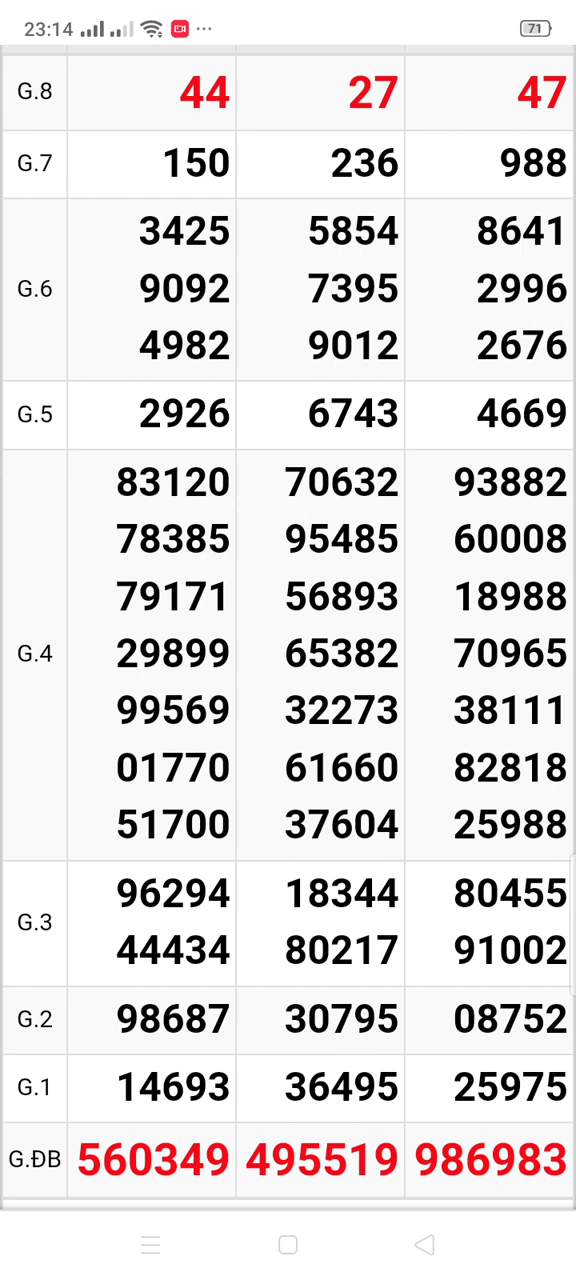 23:14 71
G.8 44 27 47
G.7 150 236 988
3425 5854 8641
G.6 9092 7395 2996
4982 9012 2676
G.5 2926 6743 4669
83120 70632 93882
78385 95485 60008
79171 56893 18988
G.4 29899 65382 70965
99569 32273 38111
01770 61660 82818
51700 37604 25988
96294 18344 80455
G.3
44434 80217 91002
G.2 98687 30795 08752
G.1 14693 36495 25975
G.ĐB 560349 495519 986983